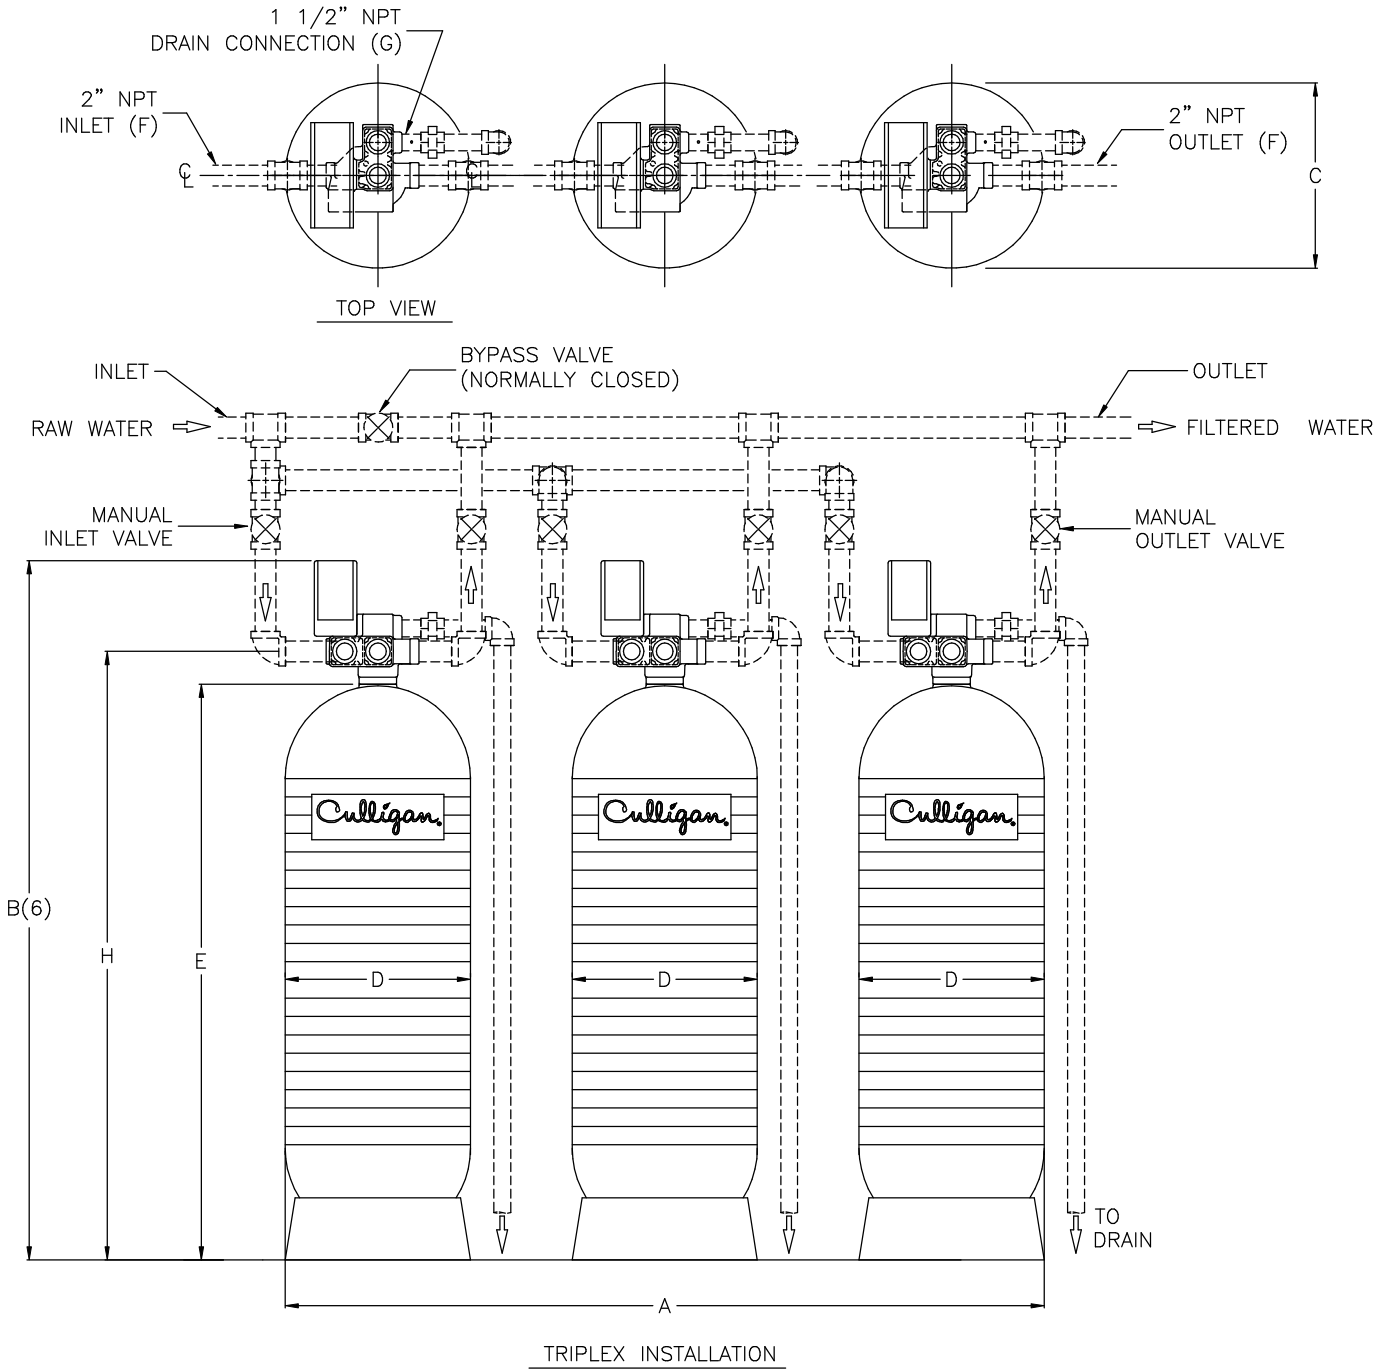 1 1/2" NPT
DRAIN CONNECTION (G)
2" NPT
INLET (F)
2" NPT
OUTLET (F)
℄
C
TOP VIEW
INLET
BYPASS VALVE
(NORMALLY CLOSED)
OUTLET
RAW WATER
FILTERED WATER
MANUAL
INLET VALVE
MANUAL
OUTLET VALVE
Culligan.
Culligan.
Culligan.
B(6)
H
E
D
D
D
TO
DRAIN
A
TRIPLEX INSTALLATION